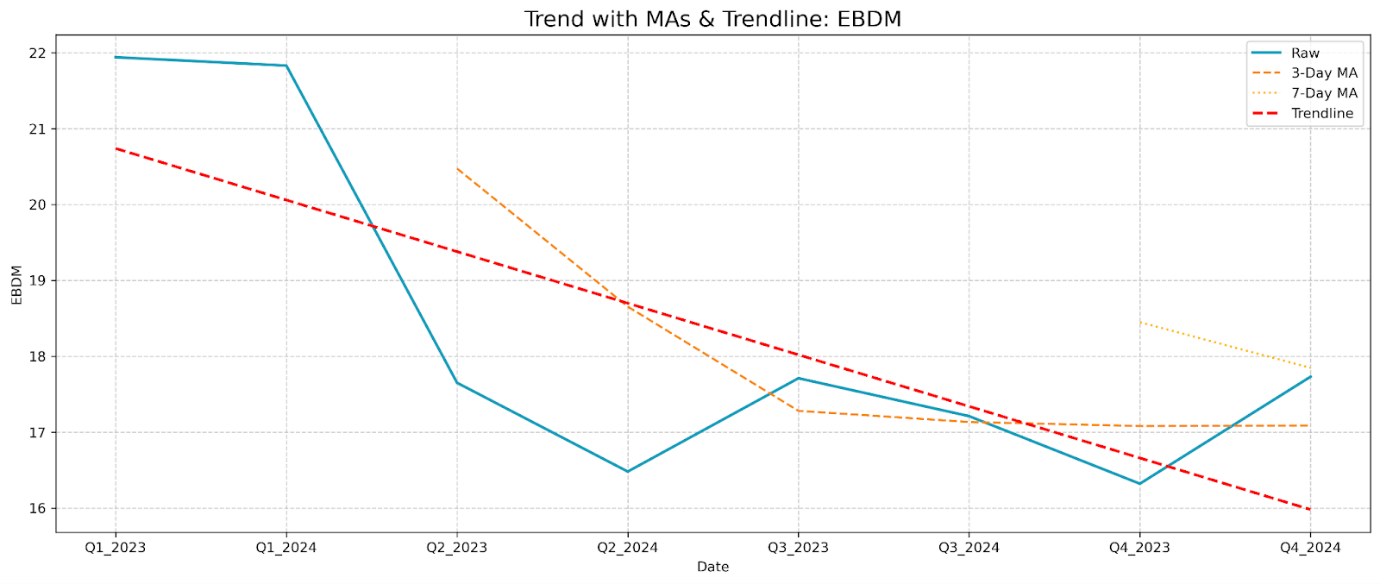 Trend with MAs & Trendline: EBDM
Raw
3-Day MA
7-Day MA
Trendline
22
21
20
19
18
17
16
EBDM
Q1_2023 Q1_2024 Q2_2023 Q2_2024 Q3_2023 Q3_2024 Q4_2023 Q4_2024
Date